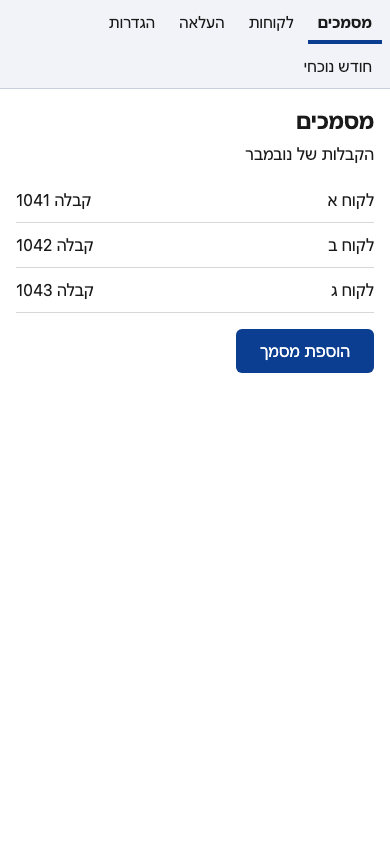 מסמכים לקוחות העלאה הגדרות
חודש נוכחי
מסמכים
הקבלות של נובמבר
לקוח א קבלה 1041
לקוח ב קבלה 1042
לקוח ג קבלה 1043
הוספת מסמך